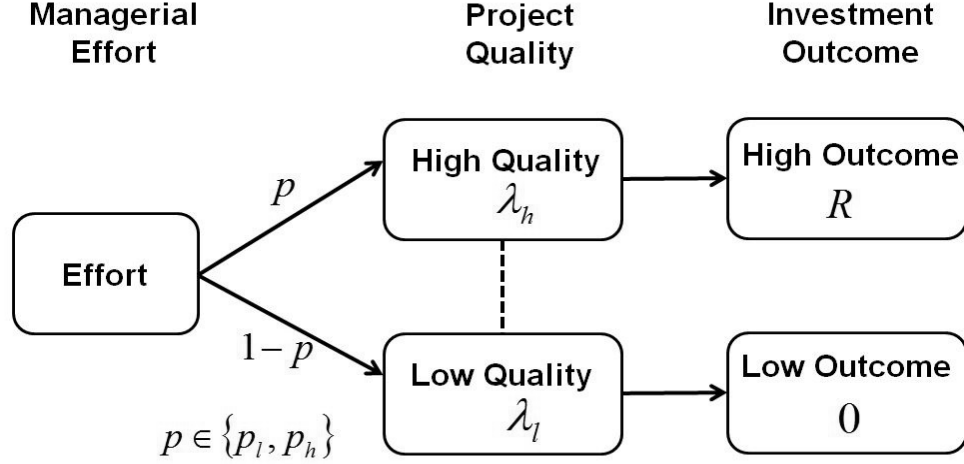 Managerial
Effort
Project
Quality
Investment
Outcome
High Quality
λ_h
High Outcome
R
p
Effort
1 − p
Low Quality
λ_l
Low Outcome
0
p ∈ {p_l, p_h}